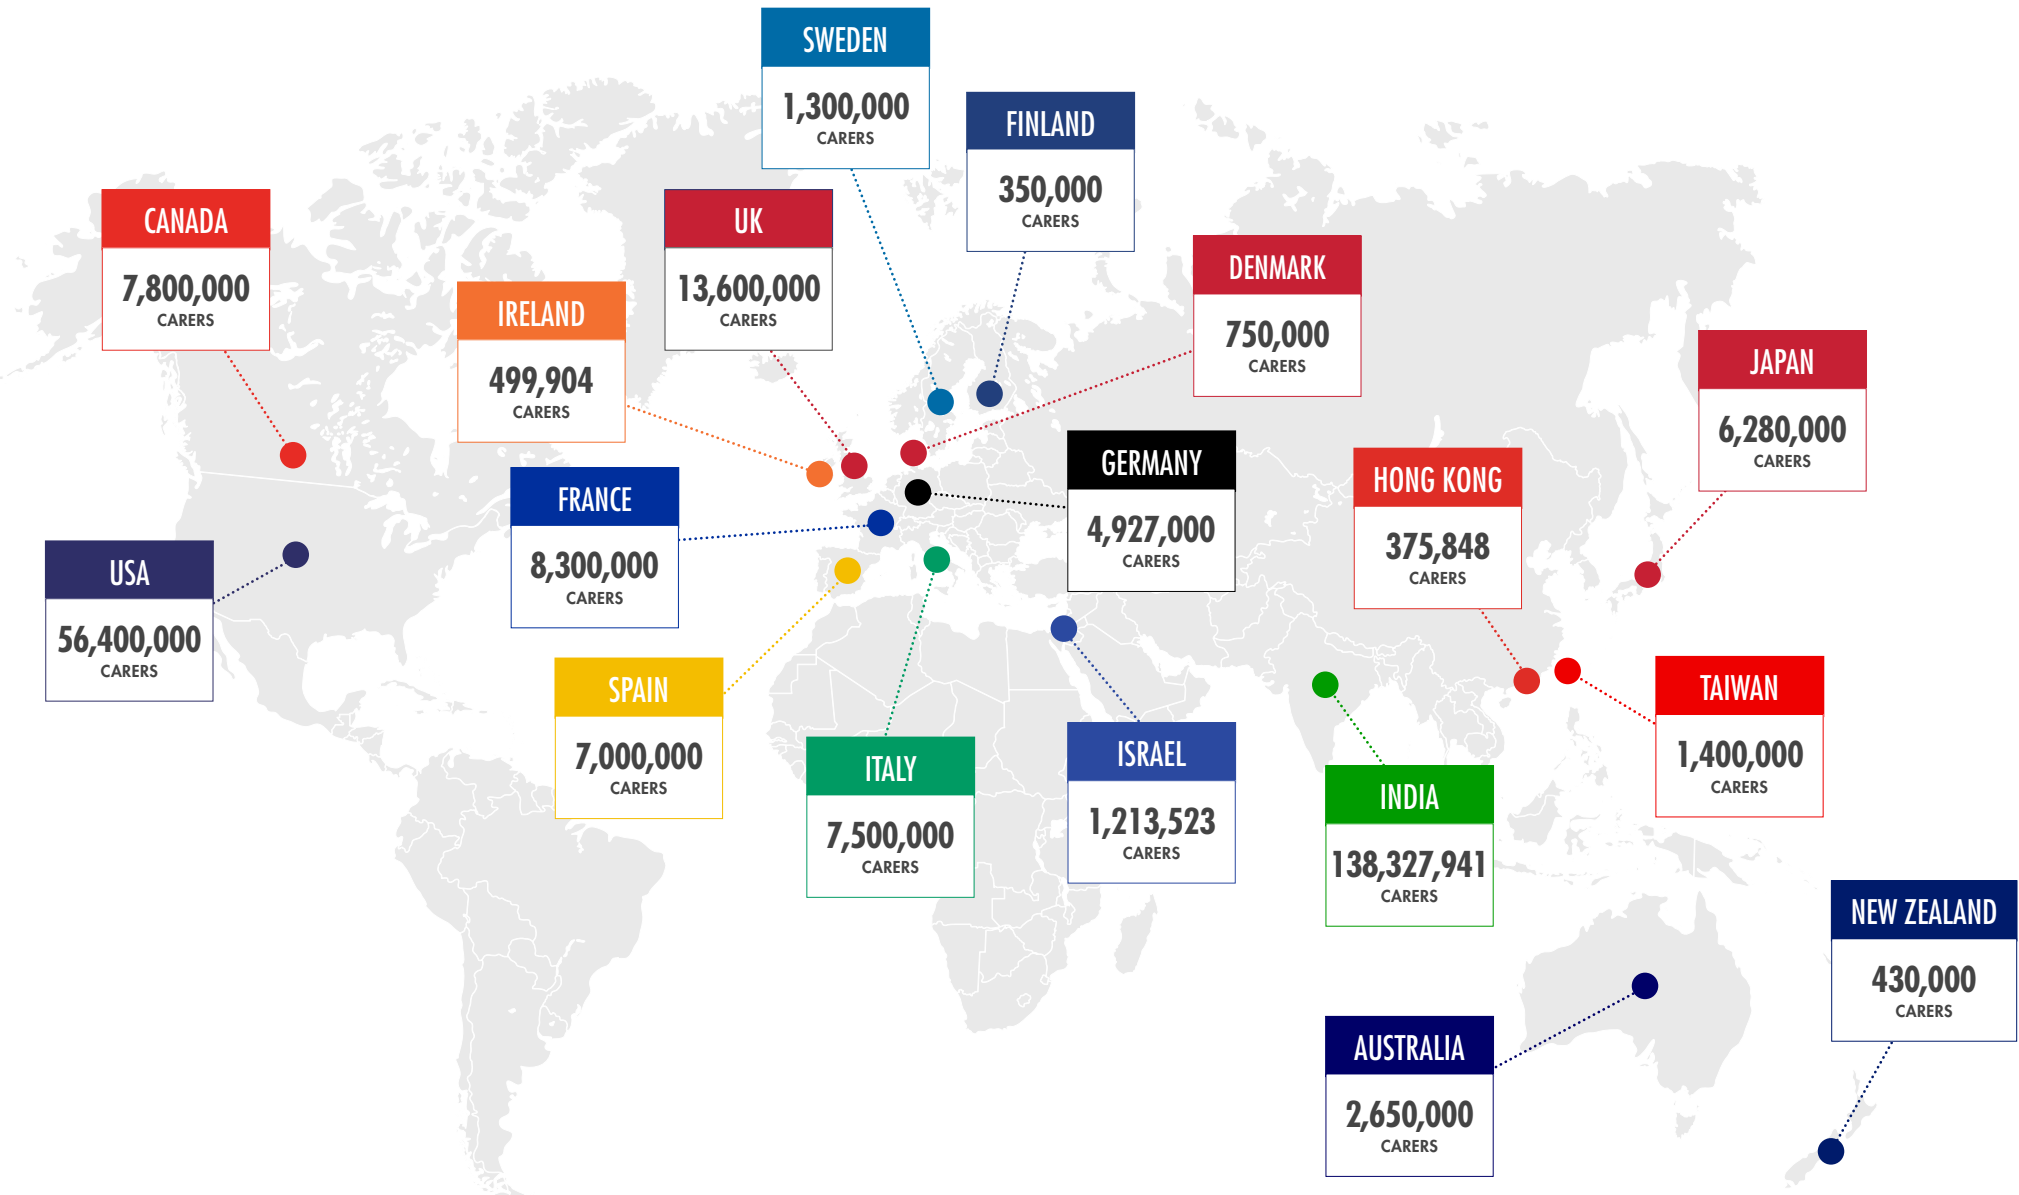 SWEDEN
1,300,000
CARERS
FINLAND
350,000
CARERS
CANADA
7,800,000
CARERS
UK
13,600,000
CARERS
DENMARK
750,000
CARERS
IRELAND
499,904
CARERS
JAPAN
6,280,000
CARERS
GERMANY
4,927,000
CARERS
HONG KONG
375,848
CARERS
FRANCE
8,300,000
CARERS
USA
56,400,000
CARERS
SPAIN
7,000,000
CARERS
TAIWAN
1,400,000
CARERS
ITALY
7,500,000
CARERS
ISRAEL
1,213,523
CARERS
INDIA
138,327,941
CARERS
NEW ZEALAND
430,000
CARERS
AUSTRALIA
2,650,000
CARERS